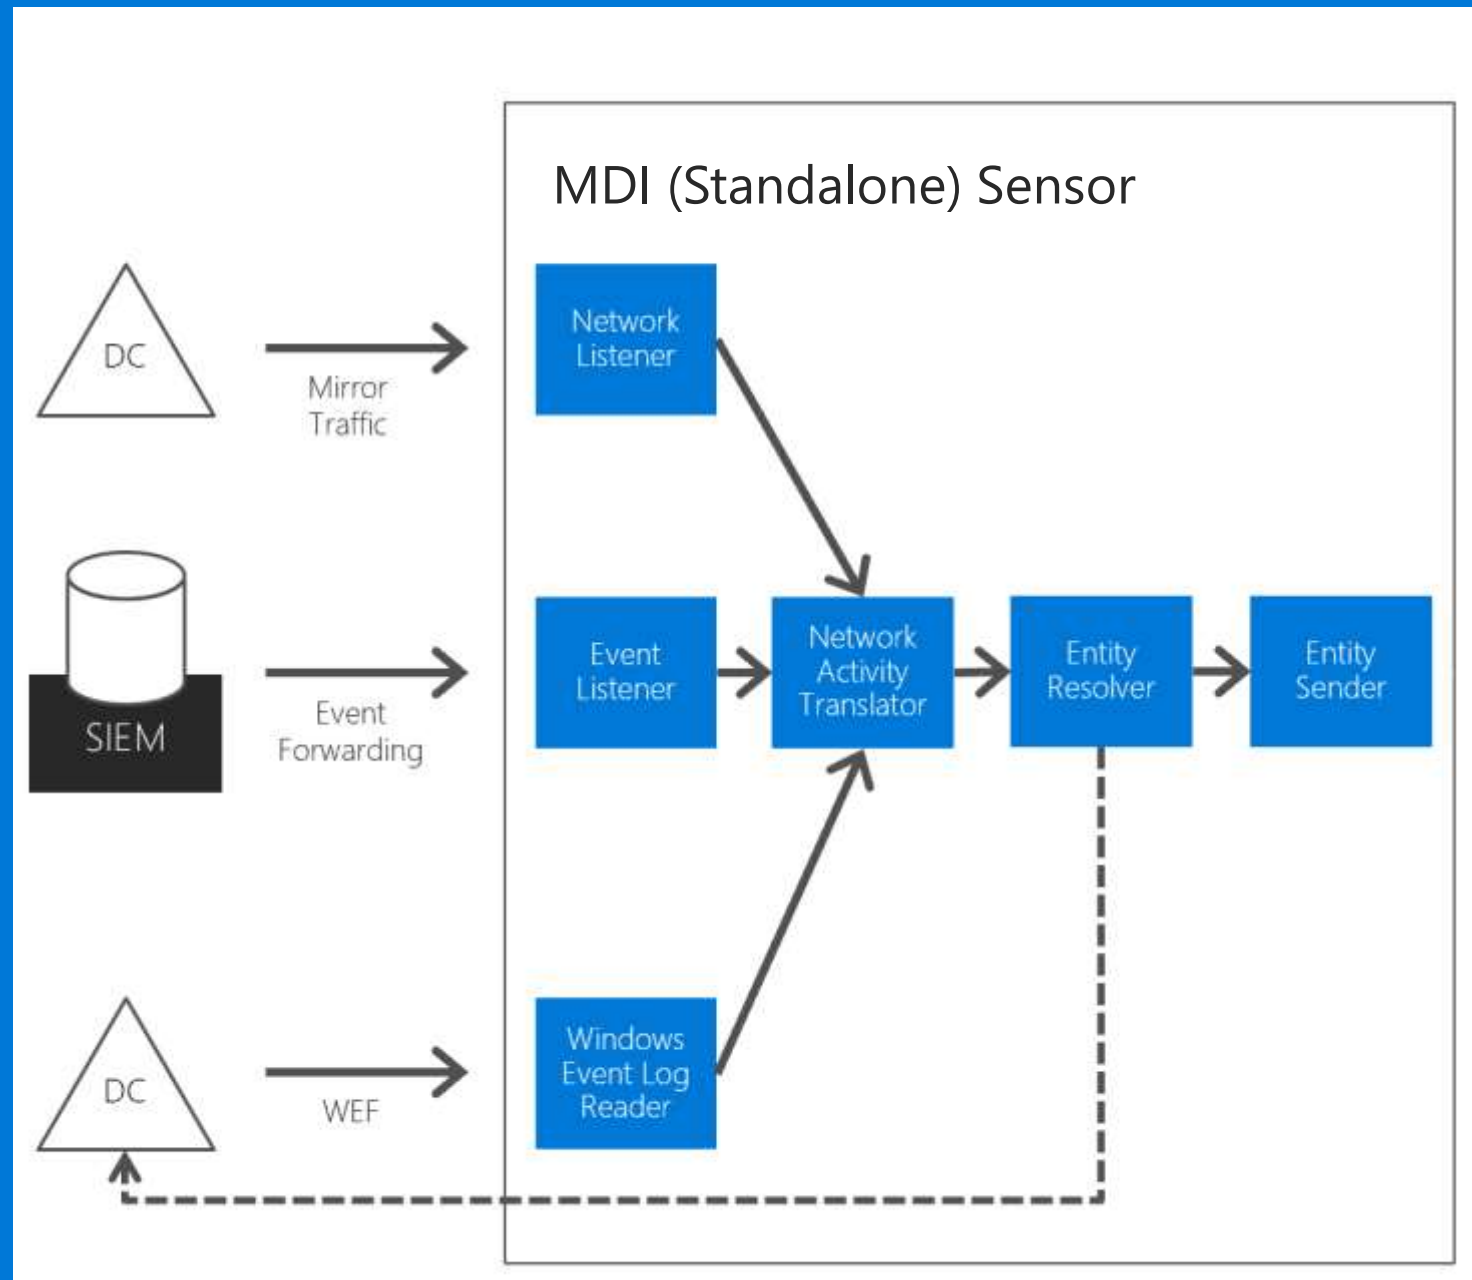 MDI (Standalone) Sensor
DC
Mirror
Traffic
Network
Listener
SIEM
Event
Forwarding
Event
Listener
Network
Activity
Translator
Entity
Resolver
Entity
Sender
DC
WEF
Windows
Event Log
Reader